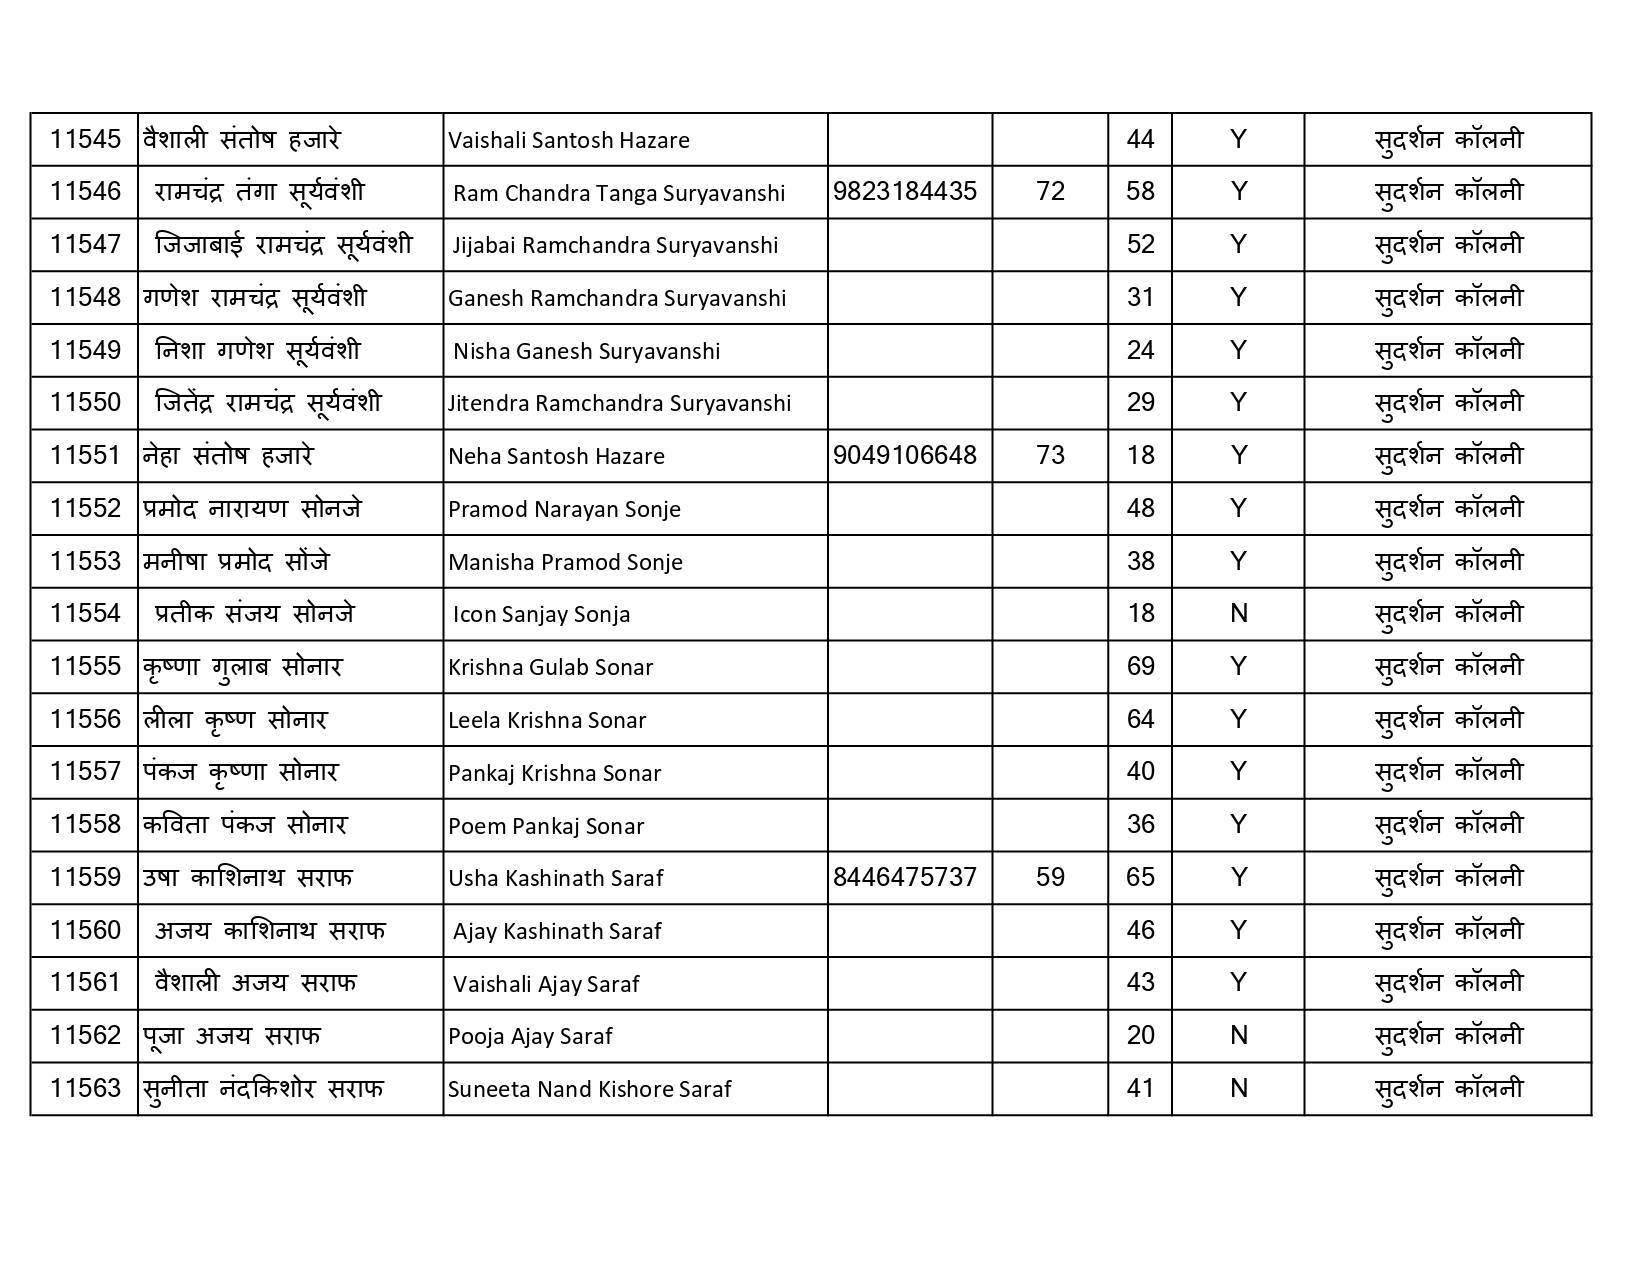 11545 वैशाली संतोष हजारे Vaishali Santosh Hazare 44 Y सुदर्शन कॉलनी
11546 रामचंद्र तंगा सूर्यवंशी Ram Chandra Tanga Suryavanshi 9823184435 72 58 Y सुदर्शन कॉलनी
11547 जिजाबाई रामचंद्र सूर्यवंशी Jijabai Ramchandra Suryavanshi 52 Y सुदर्शन कॉलनी
11548 गणेश रामचंद्र सूर्यवंशी Ganesh Ramchandra Suryavanshi 31 Y सुदर्शन कॉलनी
11549 निशा गणेश सूर्यवंशी Nisha Ganesh Suryavanshi 24 Y सुदर्शन कॉलनी
11550 जितेंद्र रामचंद्र सूर्यवंशी Jitendra Ramchandra Suryavanshi 29 Y सुदर्शन कॉलनी
11551 नेहा संतोष हजारे Neha Santosh Hazare 9049106648 73 18 Y सुदर्शन कॉलनी
11552 प्रमोद नारायण सोनजे Pramod Narayan Sonje 48 Y सुदर्शन कॉलनी
11553 मनीषा प्रमोद सोंजे Manisha Pramod Sonje 38 Y सुदर्शन कॉलनी
11554 प्रतीक संजय सोनजे Icon Sanjay Sonja 18 N सुदर्शन कॉलनी
11555 कृष्णा गुलाब सोनार Krishna Gulab Sonar 69 Y सुदर्शन कॉलनी
11556 लीला कृष्ण सोनार Leela Krishna Sonar 64 Y सुदर्शन कॉलनी
11557 पंकज कृष्णा सोनार Pankaj Krishna Sonar 40 Y सुदर्शन कॉलनी
11558 कविता पंकज सोनार Poem Pankaj Sonar 36 Y सुदर्शन कॉलनी
11559 उषा काशिनाथ सराफ Usha Kashinath Saraf 8446475737 59 65 Y सुदर्शन कॉलनी
11560 अजय काशिनाथ सराफ Ajay Kashinath Saraf 46 Y सुदर्शन कॉलनी
11561 वैशाली अजय सराफ Vaishali Ajay Saraf 43 Y सुदर्शन कॉलनी
11562 पूजा अजय सराफ Pooja Ajay Saraf 20 N सुदर्शन कॉलनी
11563 सुनीता नंदकिशोर सराफ Suneeta Nand Kishore Saraf 41 N सुदर्शन कॉलनी